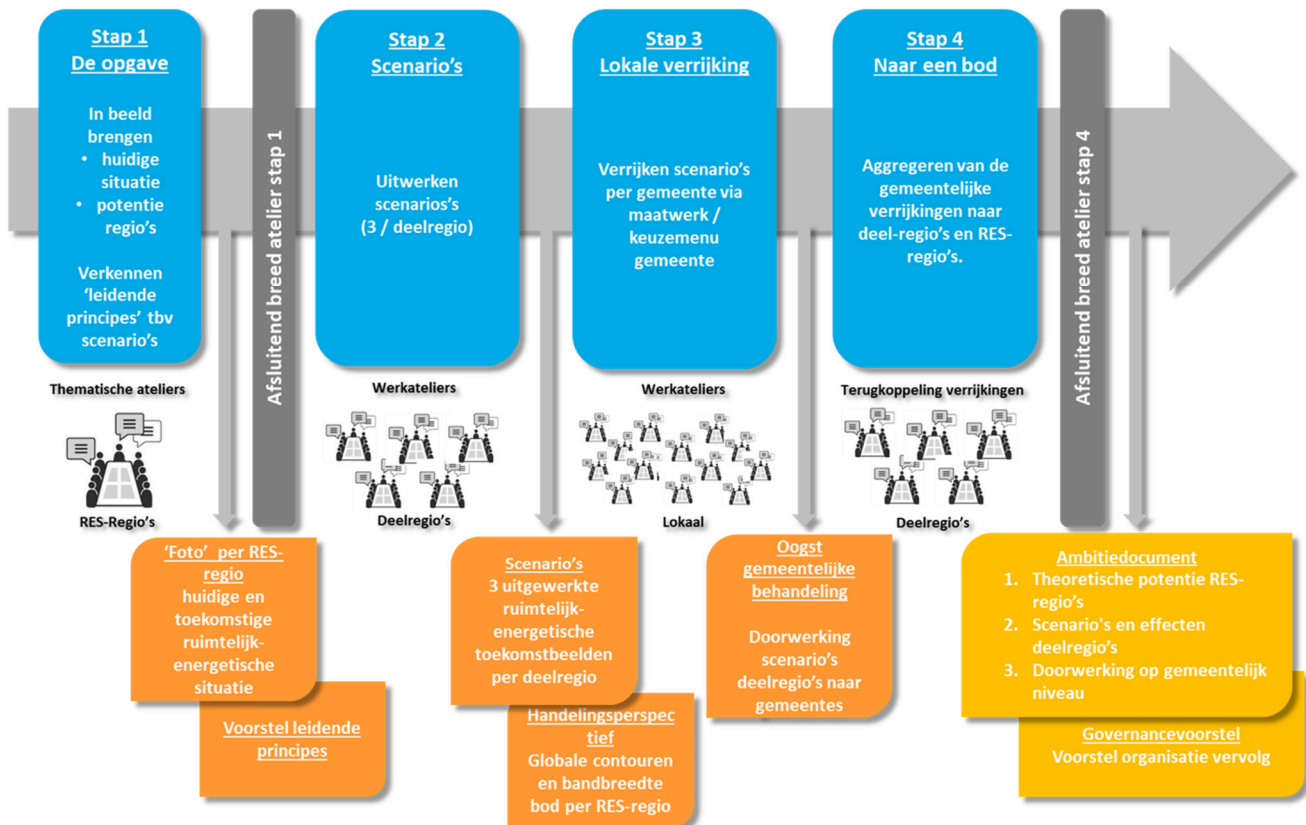 Stap 1
De opgave
In beeld
brengen
• huidige
situatie
• potentie
regio's
Verkennen
'leidende
principes' tbv
scenario's
Thematische ateliers
RES-Regio's
Afsluitend breed atelier stap 1
Stap 2
Scenario's
Uitwerken
scenarios's
(3 / deelregio)
Werkateliers
Deelregio's
Stap 3
Lokale verrijking
Verrijken scenario's
per gemeente via
maatwerk /
keuzemenu
gemeente
Werkateliers
Lokaal
Stap 4
Naar een bod
Aggregeren van de
gemeentelijke
verrijkingen naar
deel-regio's en RES-
regio's.
Terugkoppeling verrijkingen
Deelregio's
Afsluitend breed atelier stap 4
'Foto' per RES-
regio
huidige en
toekomstige
ruimtelijk-
energetische
situatie
Voorstel leidende
principes
Scenario's
3 uitgewerkte
ruimtelijk-
energetische
toekomstbeelden
per deelregio
Handelingsperspec
tief
Globale contouren
en bandbreedte
bod per RES-regio
Oogst
gemeentelijke
behandeling
Doorwerking
scenario's
deelregio's naar
gemeentes
Ambitiedocument
1. Theoretische potentie RES-
regio's
2. Scenario's en effecten
deelregio's
3. Doorwerking op gemeentelijk
niveau
Governancevoorstel
Voorstel organisatie vervolg